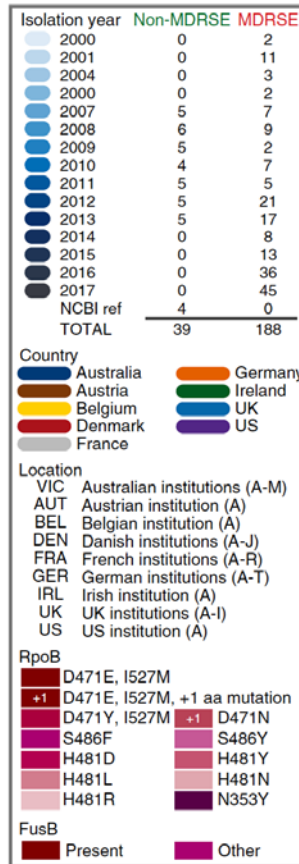 Isolation year Non-MDRSE MDRSE
2000 0 2
2001 0 11
2004 0 3
2000 0 2
2007 5 7
2008 6 9
2009 5 2
2010 4 7
2011 5 5
2012 5 21
2013 5 17
2014 0 8
2015 0 13
2016 0 36
2017 0 45
NCBI ref 4 0
TOTAL 39 188
Country
Australia Germany
Austria Ireland
Belgium UK
Denmark US
France
Location
VIC Australian institutions (A-M)
AUT Austrian institution (A)
BEL Belgian institution (A)
DEN Danish institutions (A-J)
FRA French institutions (A-R)
GER German institutions (A-T)
IRL Irish institution (A)
UK UK institutions (A-I)
US US institution (A)
RpoB
D471E, I527M
+1 D471E, I527M, +1 aa mutation
D471Y, I527M +1 D471N
S486F S486Y
H481D H481Y
H481L H481N
H481R N353Y
FusB
Present Other